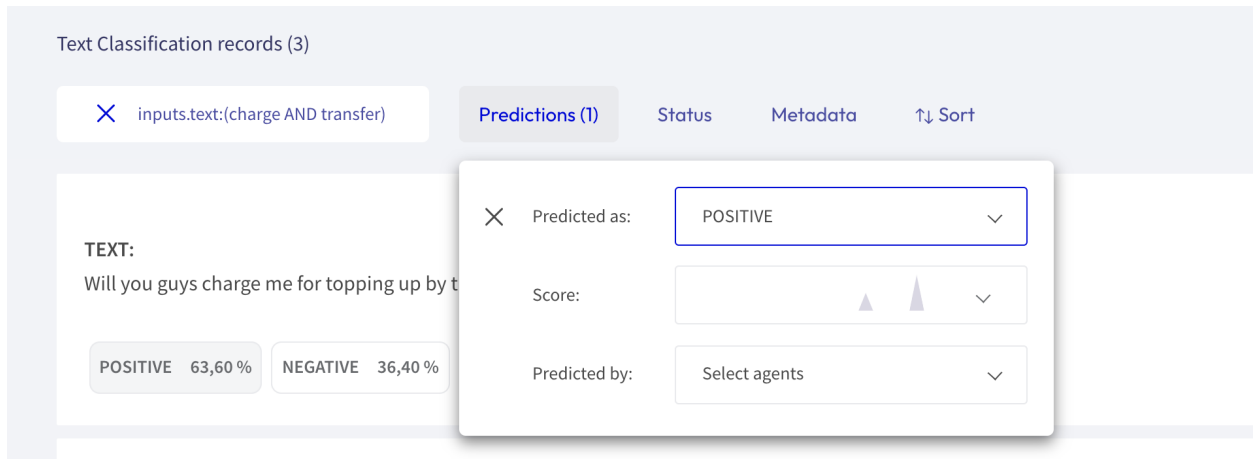 Text Classification records (3)
inputs.text:(charge AND transfer)
Predictions (1)
Status
Metadata
Sort
Predicted as:
POSITIVE
Score:
Predicted by:
Select agents
TEXT:
Will you guys charge me for topping up by
POSITIVE 63,60 %
NEGATIVE 36,40 %